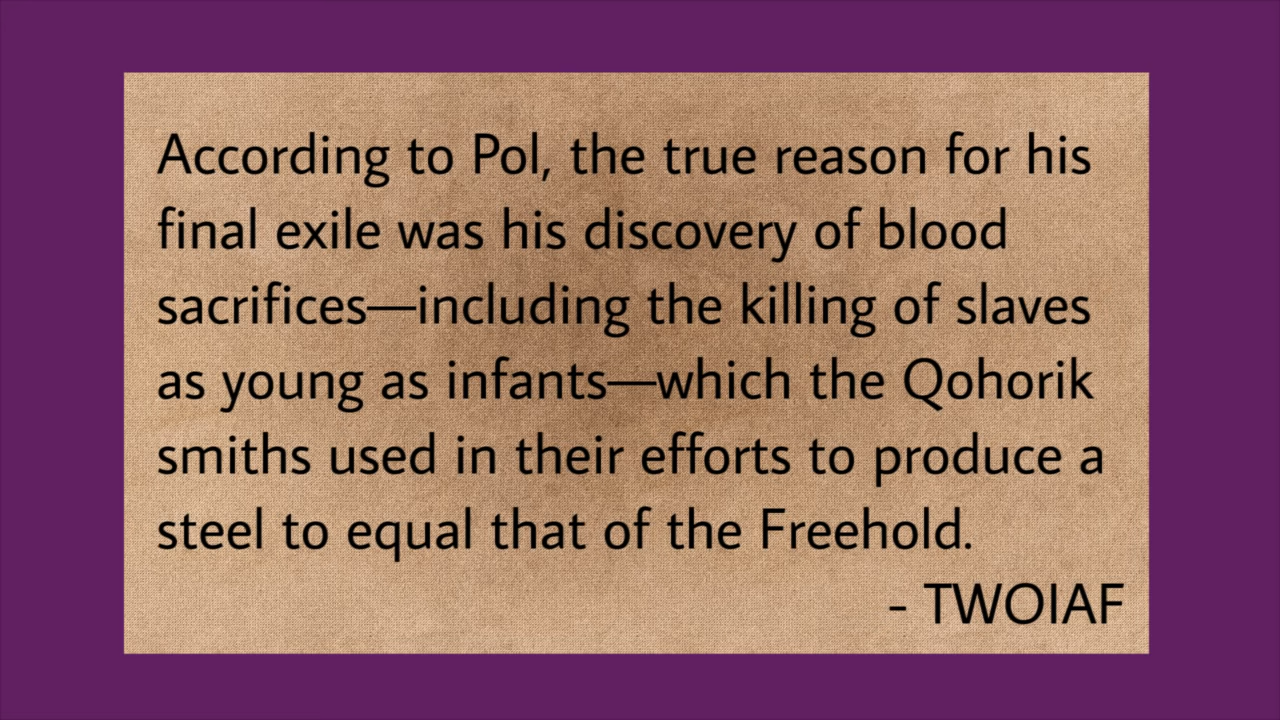 According to Pol, the true reason for his
final exile was his discovery of blood
sacrifices—including the killing of slaves
as young as infants—which the Qohorik
smiths used in their efforts to produce a
steel to equal that of the Freehold.
- TWOIAF